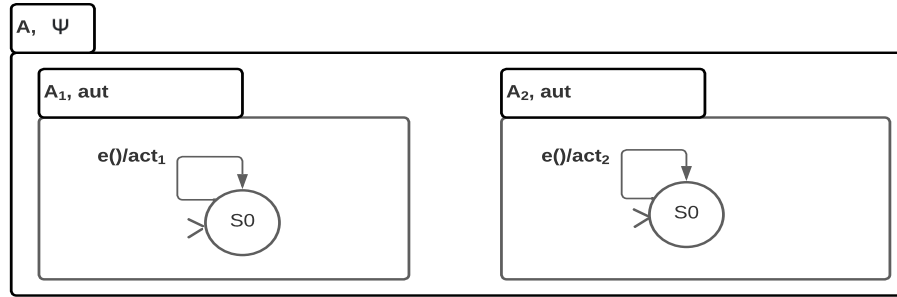 A, Ψ
A₁, aut
A₂, aut
e()/act₁
e()/act₂
S0
S0